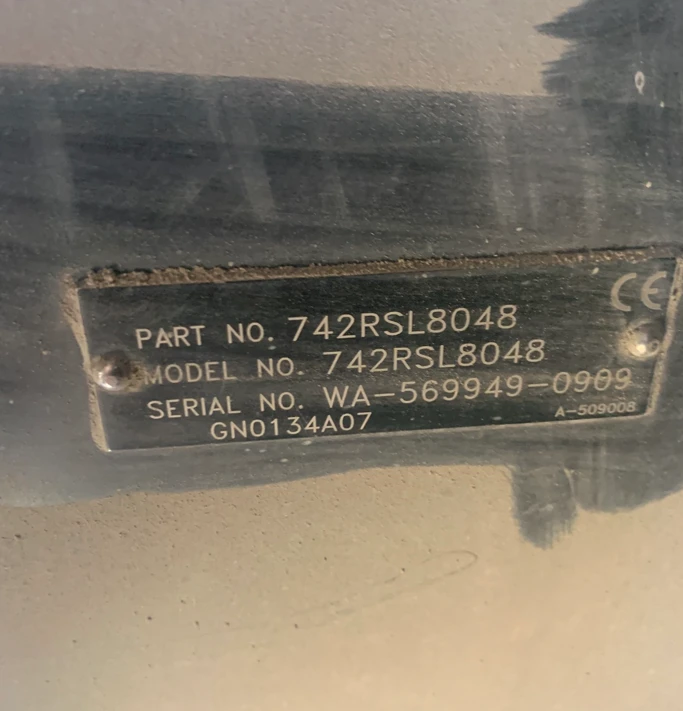 CE
PART NO. 742RSL8048
MODEL NO. 742RSL8048
SERIAL NO. WA-569949-0909
GN0134A07
A-509008